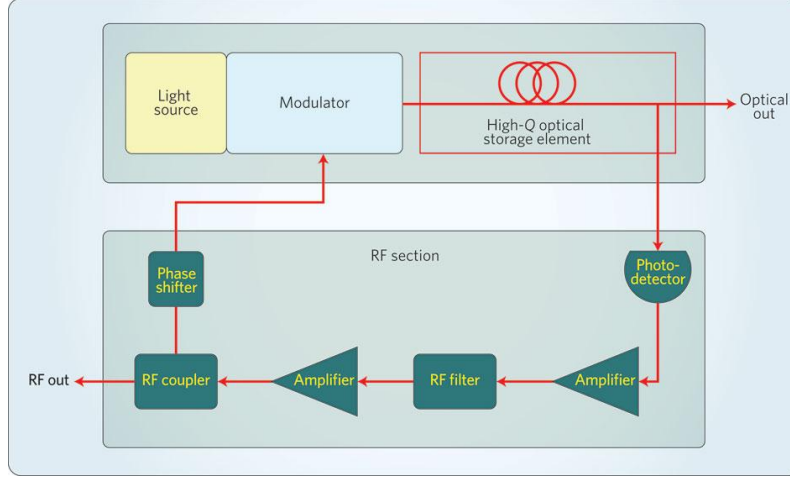 Light
source
Modulator
High-Q optical
storage element
Optical
out
RF section
Phase
shifter
Photo-
detector
RF out
RF coupler
Amplifier
RF filter
Amplifier